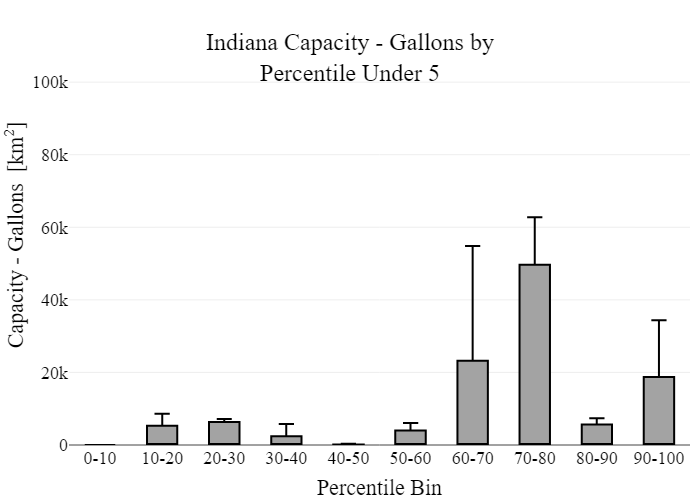 Indiana Capacity - Gallons by
Percentile Under 5
Capacity - Gallons [km²]
100k
80k
60k
40k
20k
0
0-10 10-20 20-30 30-40 40-50 50-60 60-70 70-80 80-90 90-100
Percentile Bin